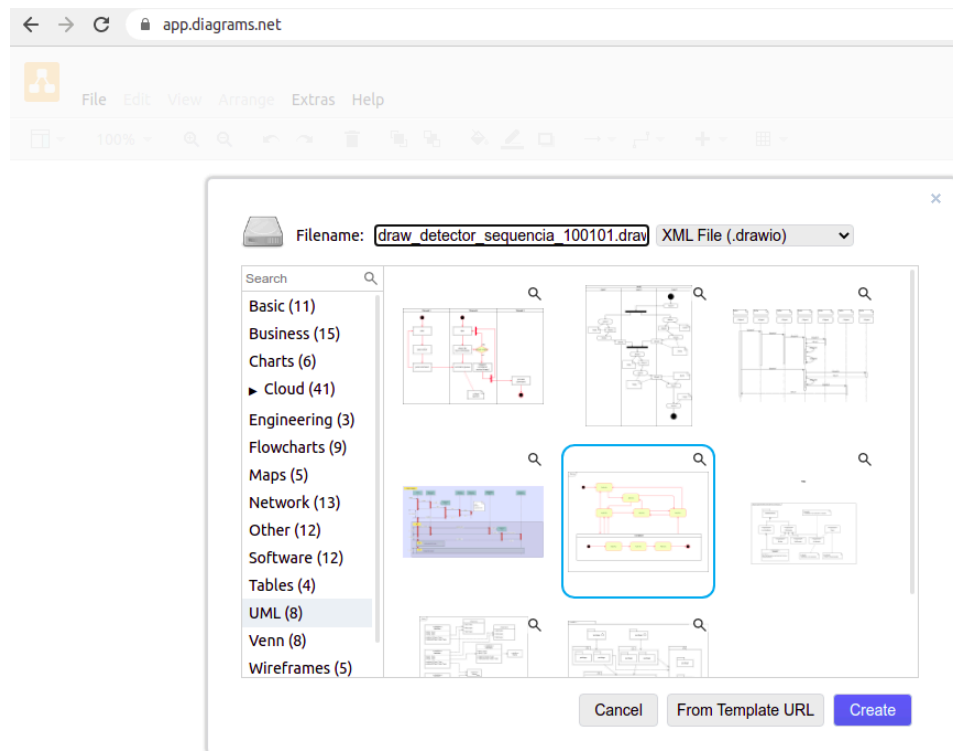 app.diagrams.net
File Edit View Arrange Extras Help
100%
Filename: draw_detector_sequencia_100101.draw XML File (.drawio)
Search
Basic (11)
Business (15)
Charts (6)
Cloud (41)
Engineering (3)
Flowcharts (9)
Maps (5)
Network (13)
Other (12)
Software (12)
Tables (4)
UML (8)
Venn (8)
Wireframes (5)
Cancel From Template URL Create